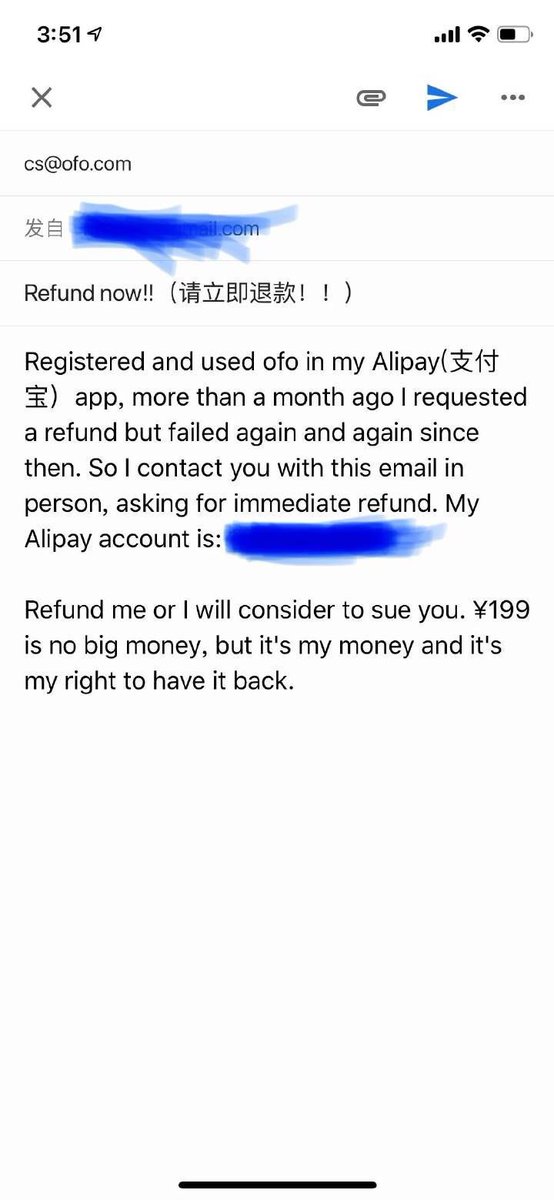 3:51
cs@ofo.com
发自 mail.com
Refund now!!（请立即退款！！）
Registered and used ofo in my Alipay(支付
宝）app, more than a month ago I requested
a refund but failed again and again since
then. So I contact you with this email in
person, asking for immediate refund. My
Alipay account is:
Refund me or I will consider to sue you. ¥199
is no big money, but it's my money and it's
my right to have it back.